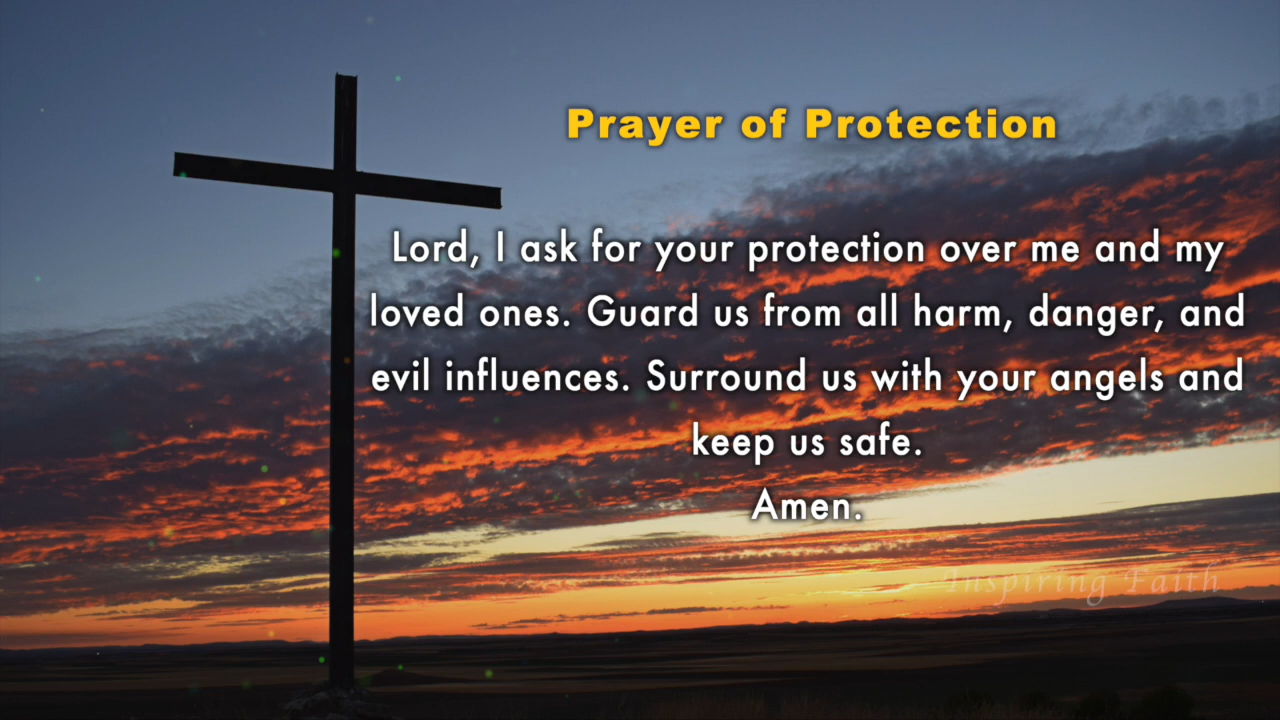 Prayer of Protection
Lord, I ask for your protection over me and my
loved ones. Guard us from all harm, danger, and
evil influences. Surround us with your angels and
keep us safe.
Amen.
Inspiring Faith